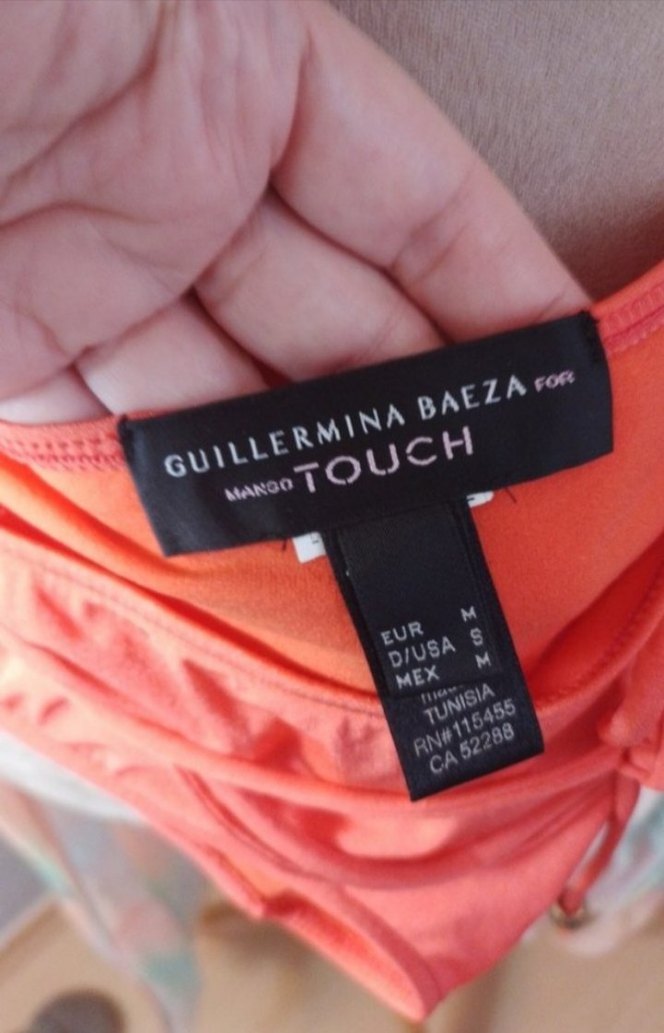 GUILLERMINA BAEZA FOR
MANGO TOUCH
EUR M
D/USA S
MEX M
TUNISIA
RN#115455
CA 52288